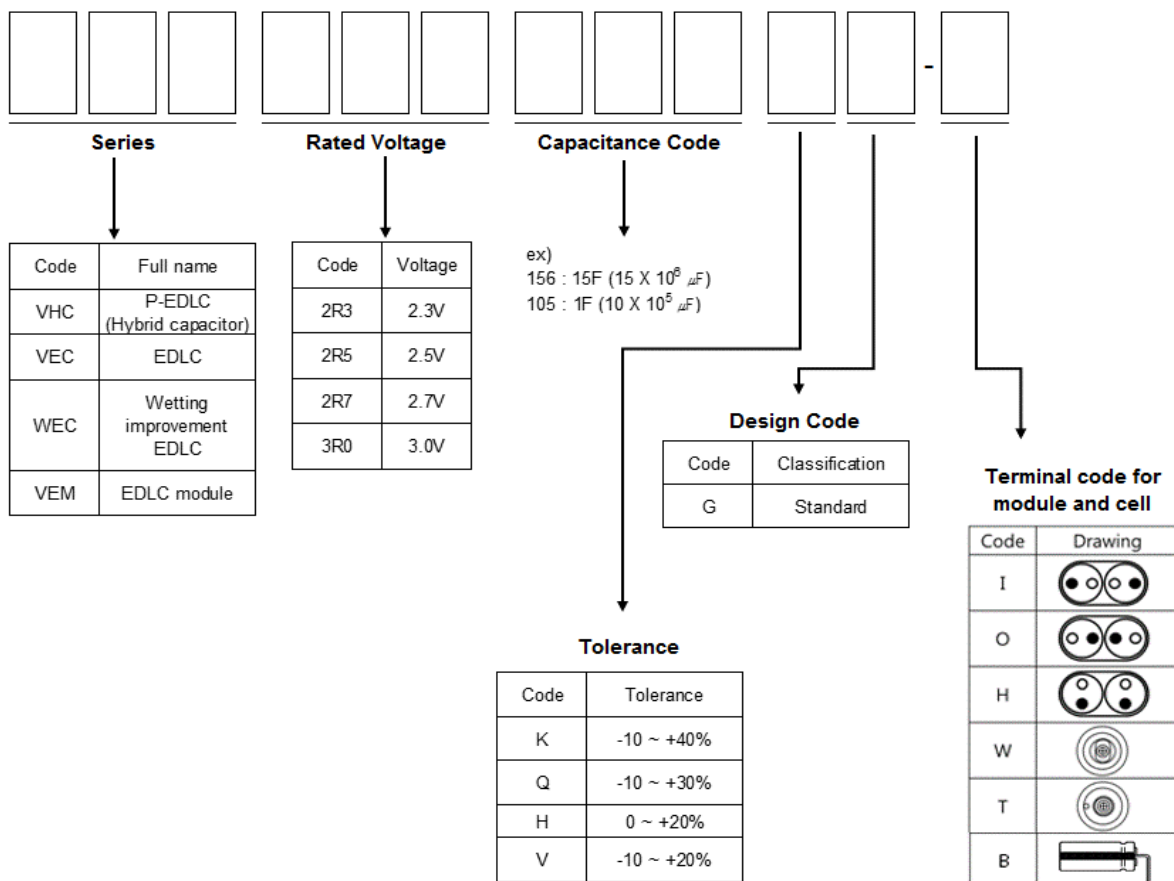 -
Series
Rated Voltage
Capacitance Code
Code Full name
VHC P-EDLC
(Hybrid capacitor)
VEC EDLC
WEC Wetting
improvement
EDLC
VEM EDLC module
Code Voltage
2R3 2.3V
2R5 2.5V
2R7 2.7V
3R0 3.0V
ex)
156 : 15F (15 X 10⁶ ㎌)
105 : 1F (10 X 10⁵ ㎌)
Design Code
Code Classification
G Standard
Tolerance
Code Tolerance
K -10 ~ +40%
Q -10 ~ +30%
H 0 ~ +20%
V -10 ~ +20%
Terminal code for
module and cell
Code Drawing
I
O
H
W
T
B